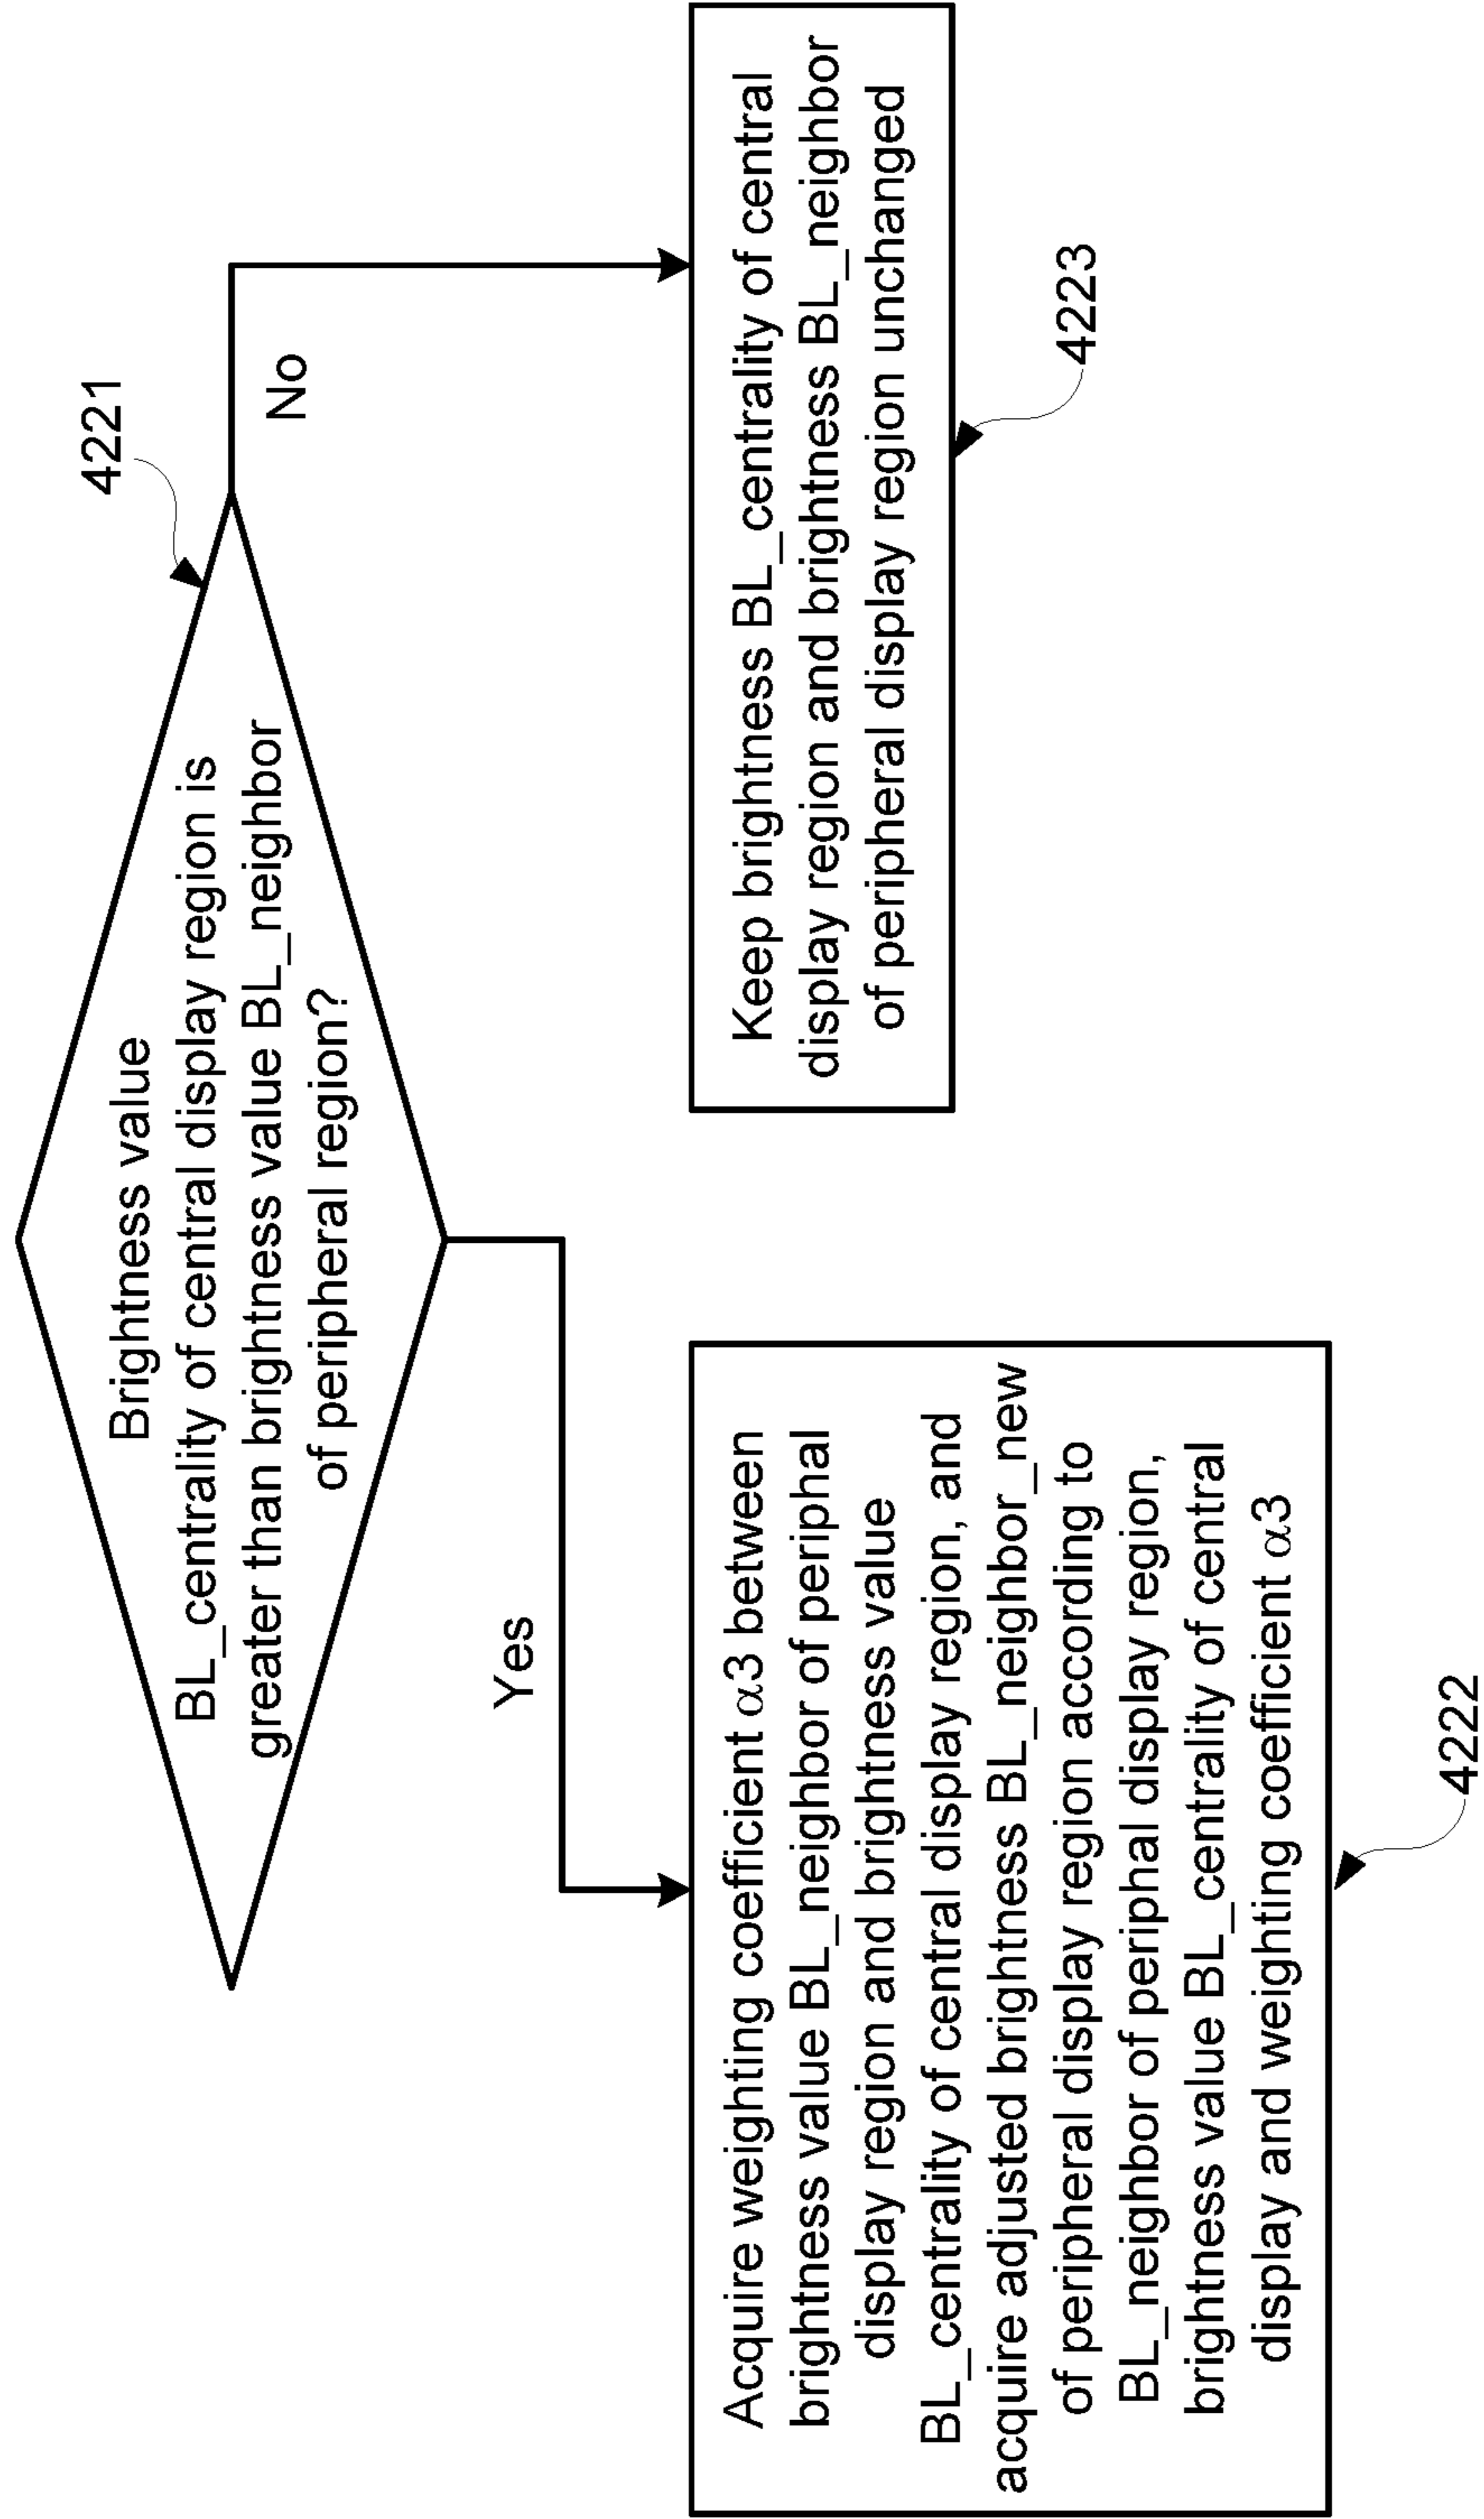 4221
Brightness value
BL_centrality of central display region is
greater than brightness value BL_neighbor
of peripheral region?
No
Yes
Acquire weighting coefficient α3 between
brightness value BL_neighbor of periphal
display region and brightness value
BL_centrality of central display region, and
acquire adjusted brightness BL_neighbor_new
of peripheral display region according to
BL_neighbor of periphal display region,
brightness value BL_centrality of central
display and weighting coefficient α3
4222
Keep brightness BL_centrality of central
display region and brightness BL_neighbor
of peripheral display region unchanged
4223